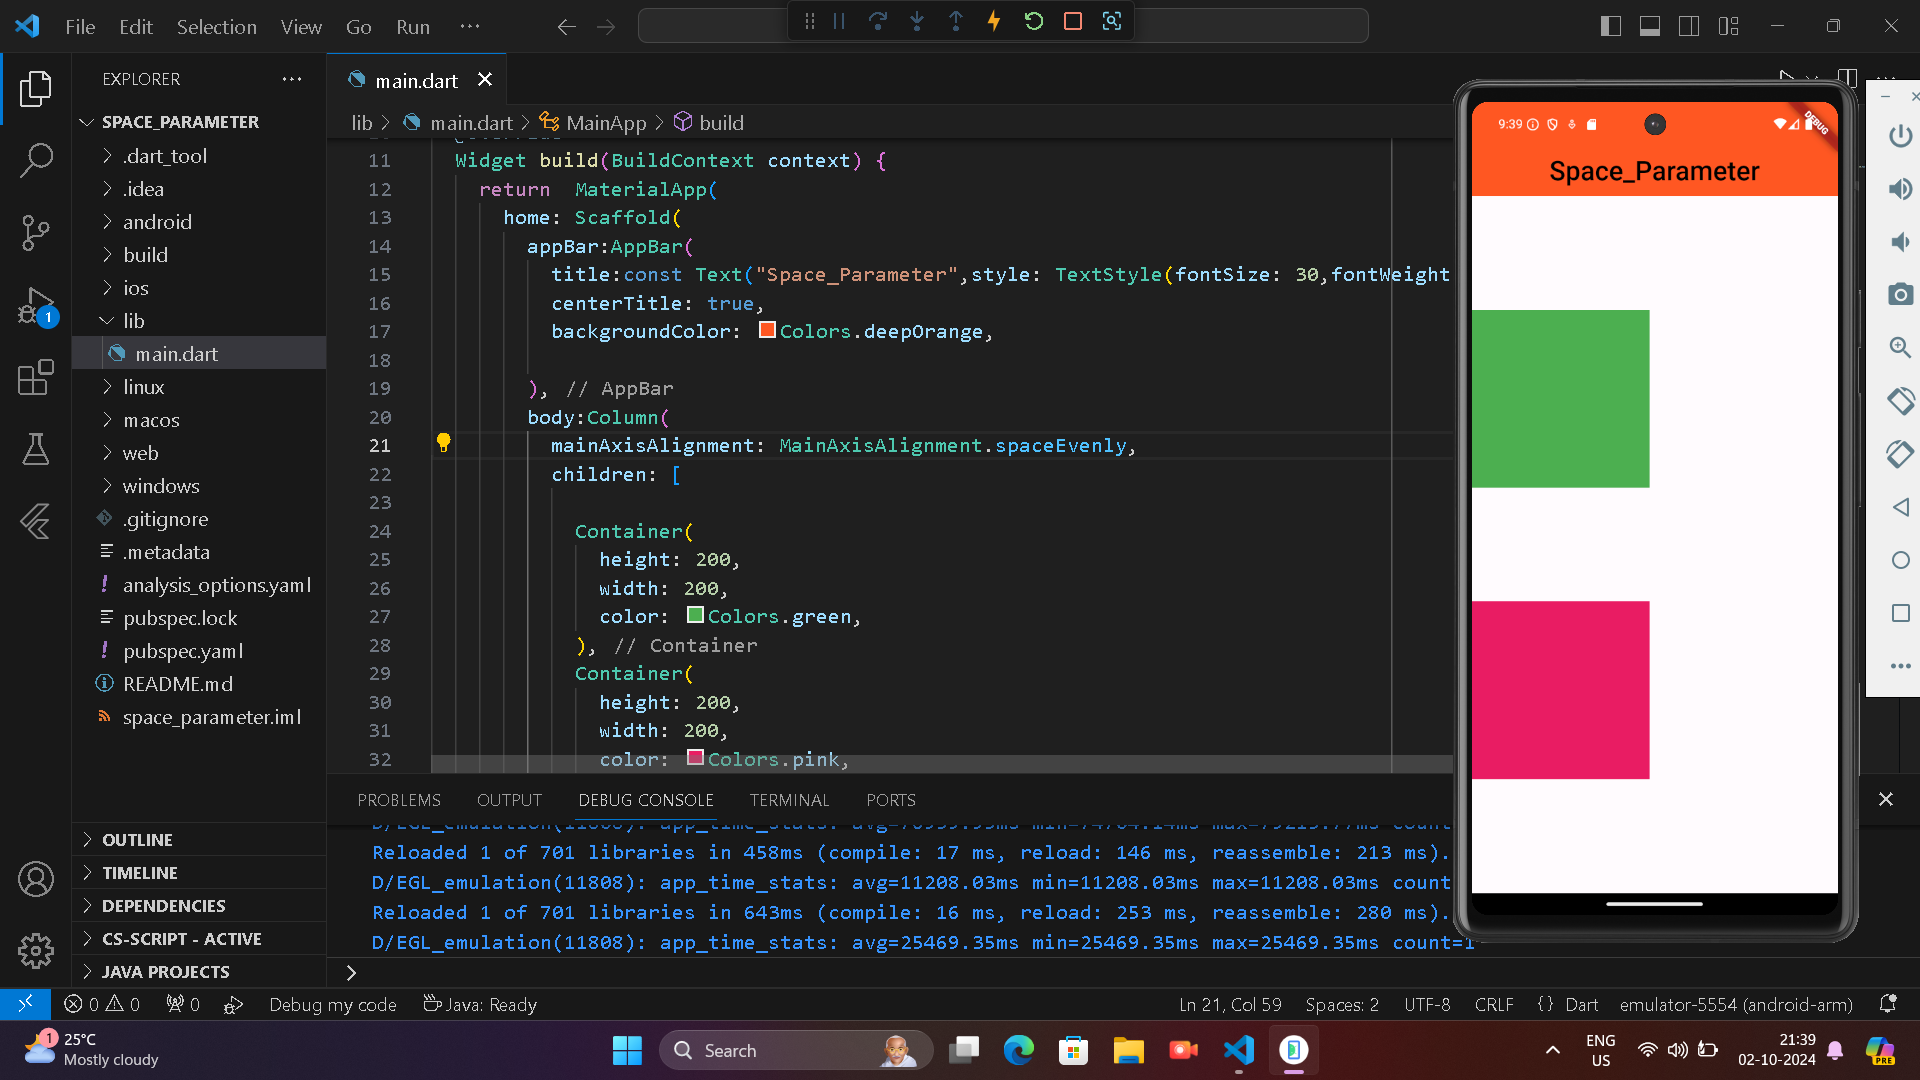 File Edit Selection View Go Run ···
EXPLORER ···
main.dart
SPACE_PARAMETER
.dart_tool
.idea
android
build
ios
lib
main.dart
linux
macos
web
windows
.gitignore
.metadata
analysis_options.yaml
pubspec.lock
pubspec.yaml
README.md
space_parameter.iml
OUTLINE
TIMELINE
DEPENDENCIES
CS-SCRIPT - ACTIVE
JAVA PROJECTS
1
lib > main.dart > MainApp > build
11 Widget build(BuildContext context) {
12 return  MaterialApp(
13 home: Scaffold(
14 appBar:AppBar(
15 title:const Text("Space_Parameter",style: TextStyle(fontSize: 30,fontWeight
16 centerTitle: true,
17 backgroundColor: Colors.deepOrange,
18
19 ), // AppBar
20 body:Column(
21 mainAxisAlignment: MainAxisAlignment.spaceEvenly,
22 children: [
23
24 Container(
25 height: 200,
26 width: 200,
27 color: Colors.green,
28 ), // Container
29 Container(
30 height: 200,
31 width: 200,
32 color: Colors.pink,
PROBLEMS OUTPUT DEBUG CONSOLE TERMINAL PORTS
Reloaded 1 of 701 libraries in 458ms (compile: 17 ms, reload: 146 ms, reassemble: 213 ms).
D/EGL_emulation(11808): app_time_stats: avg=11208.03ms min=11208.03ms max=11208.03ms count
Reloaded 1 of 701 libraries in 643ms (compile: 16 ms, reload: 253 ms, reassemble: 280 ms).
D/EGL_emulation(11808): app_time_stats: avg=25469.35ms min=25469.35ms max=25469.35ms count=1
>
9:39
DEBUG
Space_Parameter
0 0 0 Debug my code Java: Ready
Ln 21, Col 59 Spaces: 2 UTF-8 CRLF {} Dart emulator-5554 (android-arm)
1
25°C
Mostly cloudy
Search
ENG
US
21:39
02-10-2024
PRE